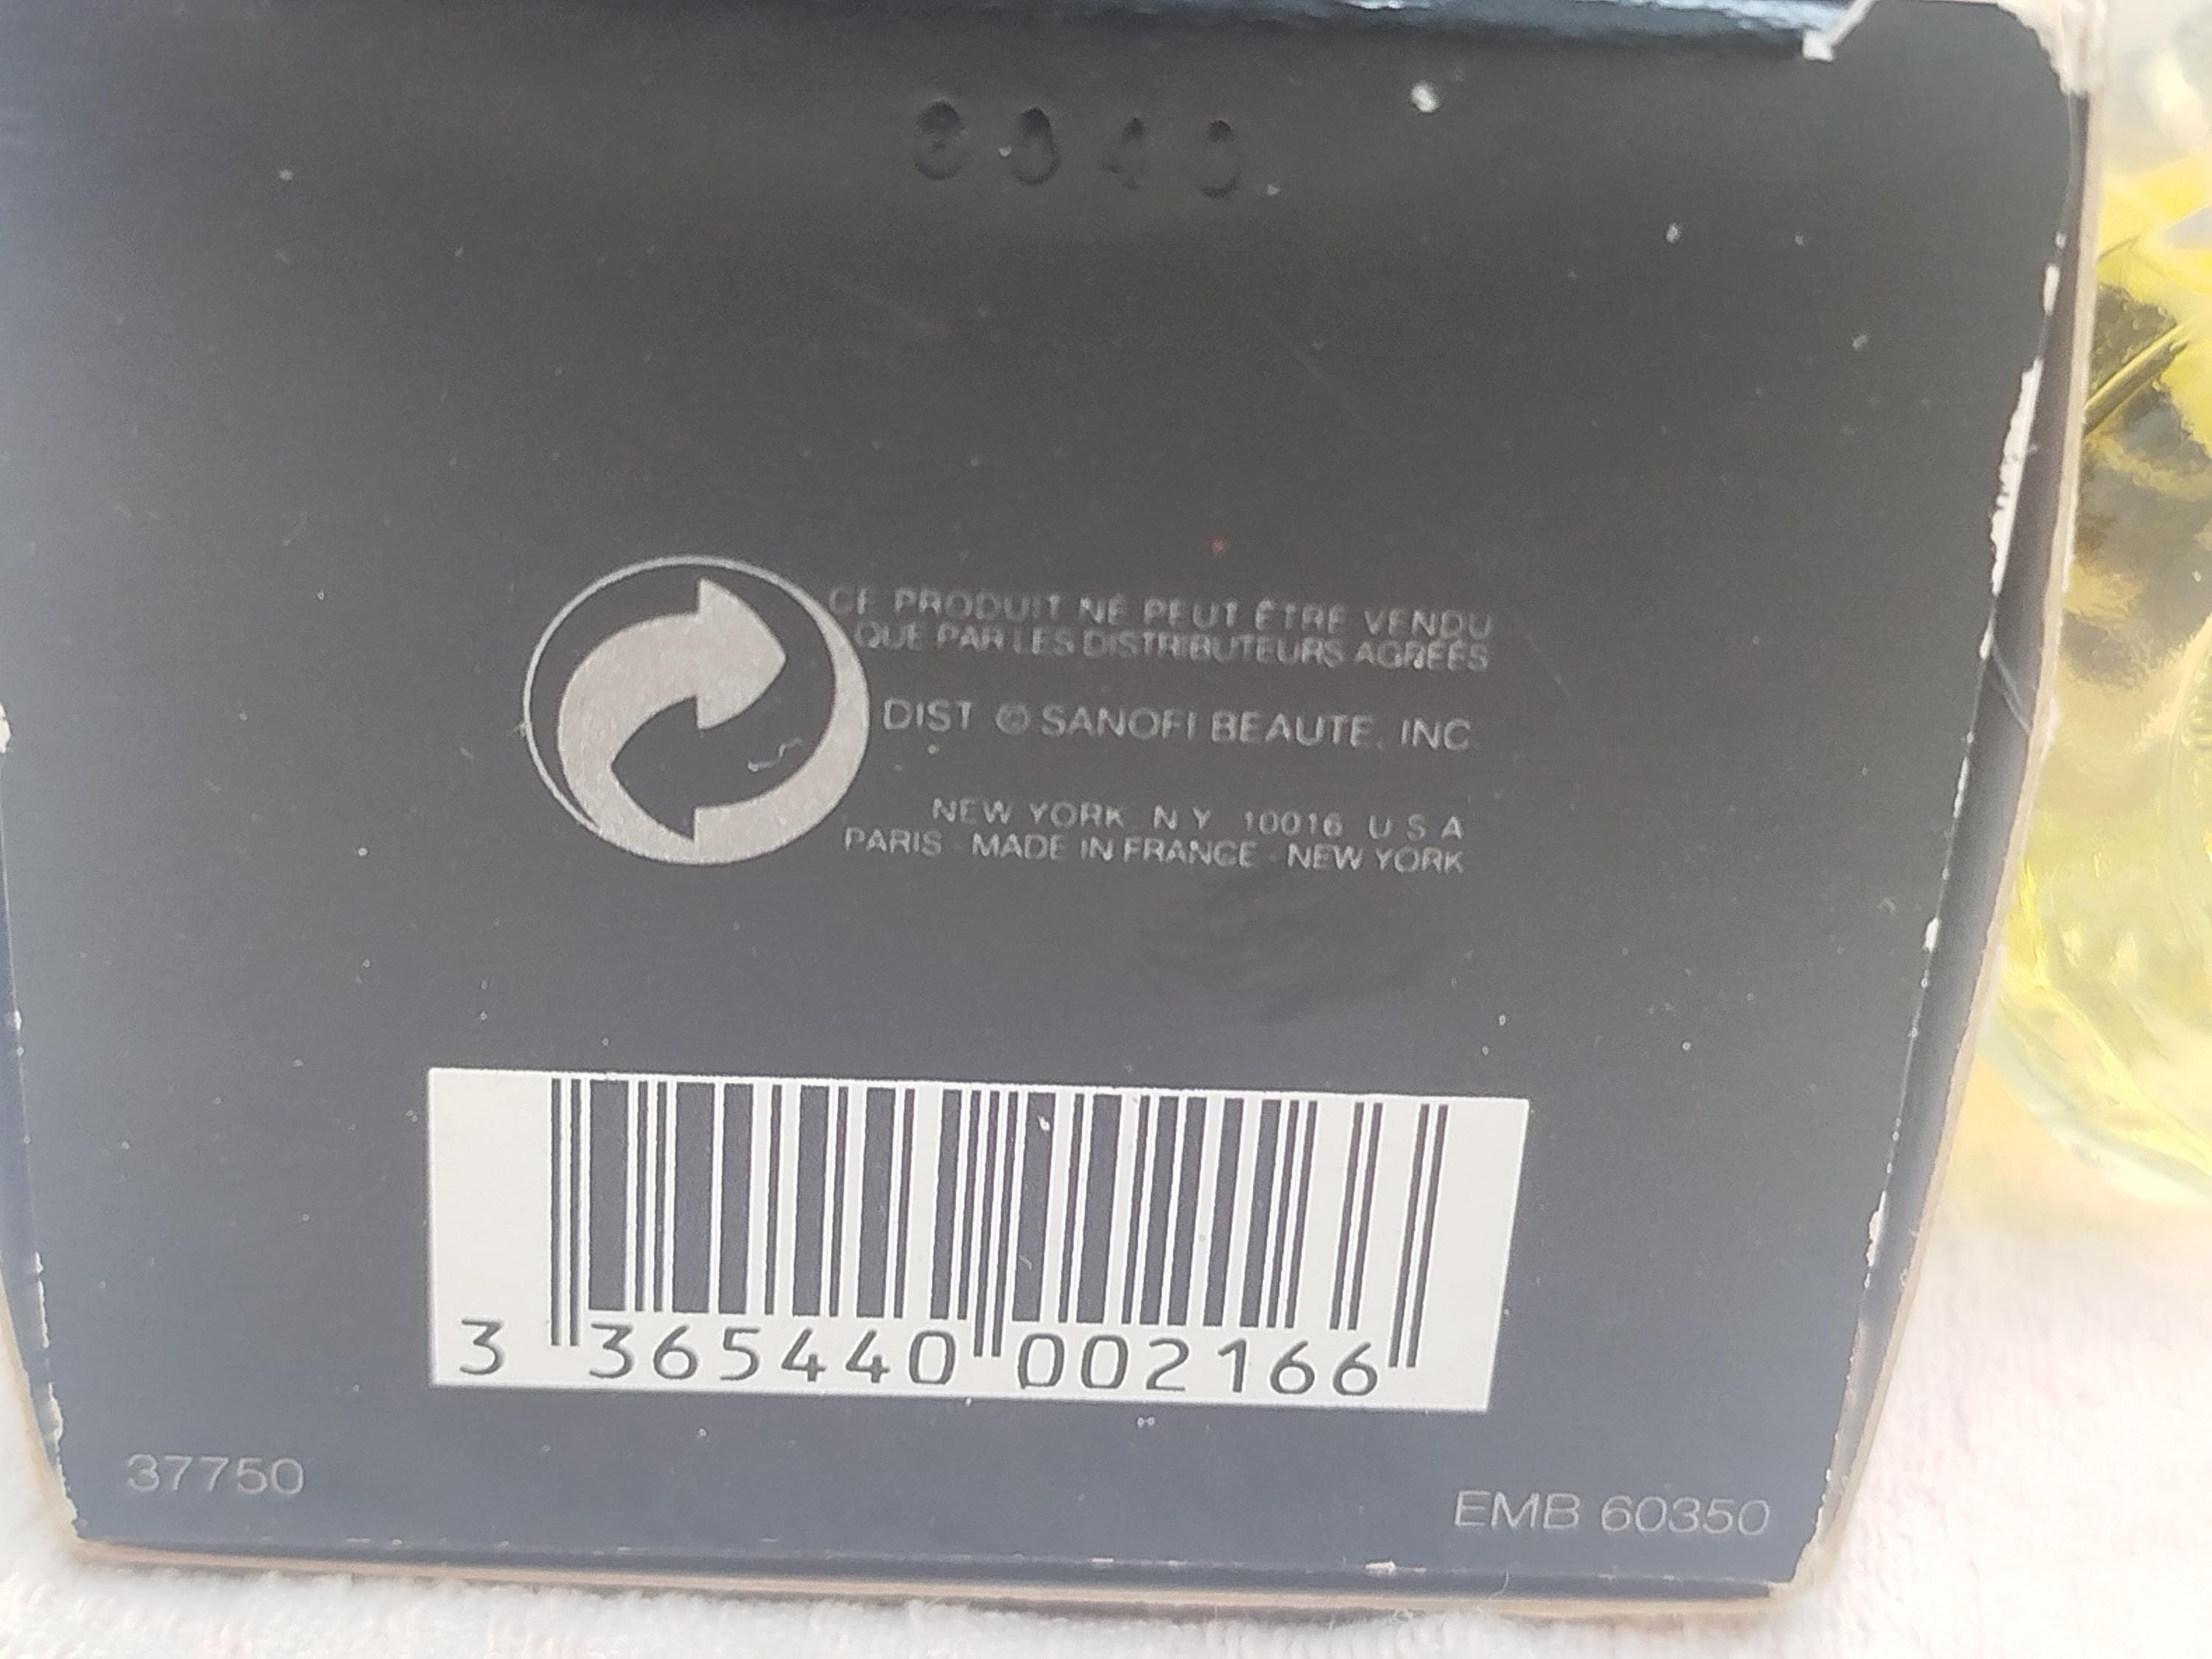 CE PRODUIT NE PEUT ÊTRE VENDU
QUE PAR LES DISTRIBUTEURS AGRÉÉS
DIST © SANOFI BEAUTE, INC
NEW YORK N Y 10016 U S A
PARIS - MADE IN FRANCE - NEW YORK
3 365440 002166
37750
EMB 60350